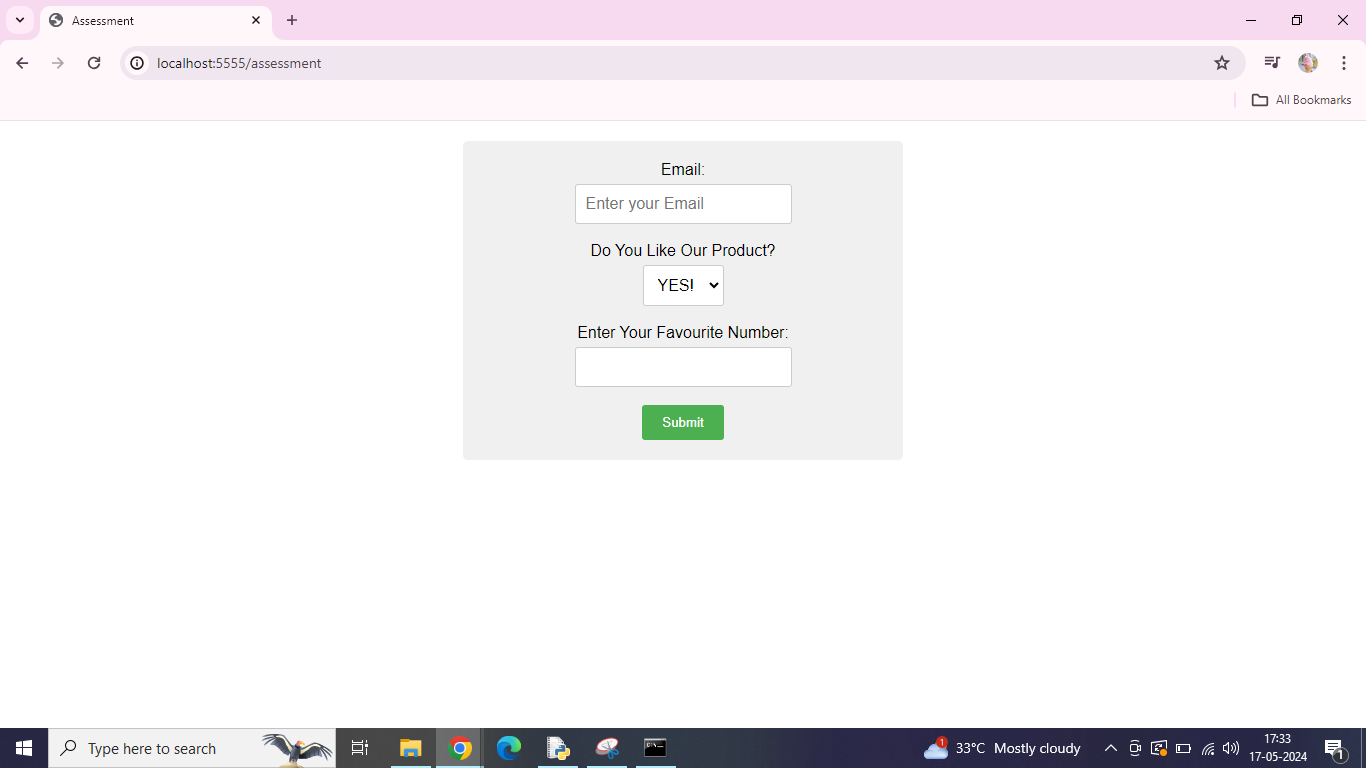 Assessment
localhost:5555/assessment
All Bookmarks
Email:
Enter your Email
Do You Like Our Product?
YES!
Enter Your Favourite Number:
Submit
Type here to search
1
33°C Mostly cloudy
17:33
17-05-2024
1